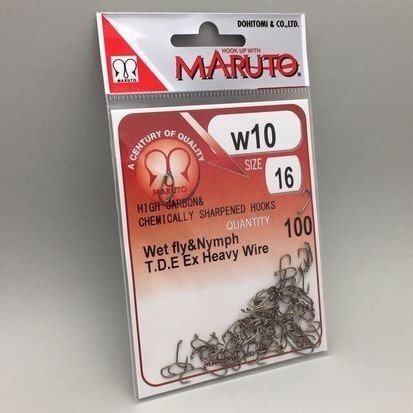 DOHITOMI & CO.,LTD.
HOOK UP WITH
MARUTO®
MARUTO
A CENTURY OF QUALITY
MARUTO
w10
SIZE
16
HIGH CARBON&
CHEMICALLY SHARPENED HOOKS
QUANTITY
100
Wet fly&Nymph
T.D.E Ex Heavy Wire
MARUTO